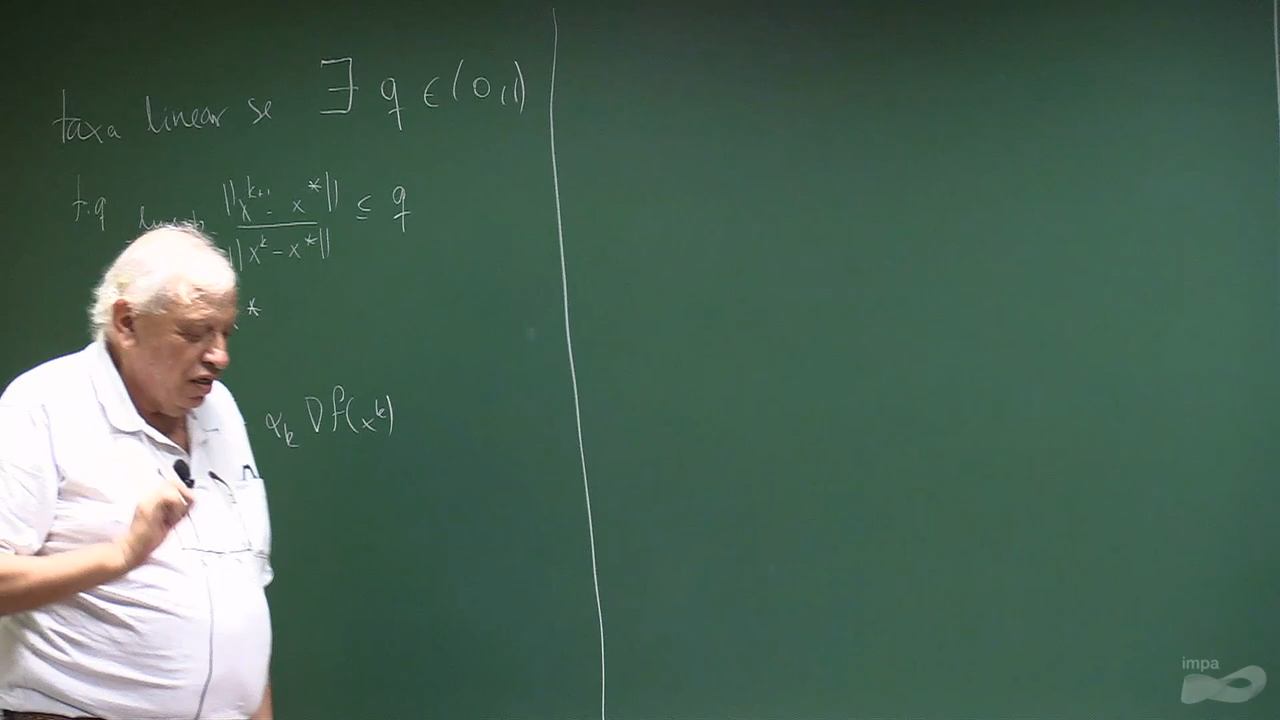 taxa linear se ∃ q ∈ (0,1)
t.q ||x^{k+1} - x^*|| / ||x^k - x^*|| ≤ q
*
α_k ∇f(x^k)
impa